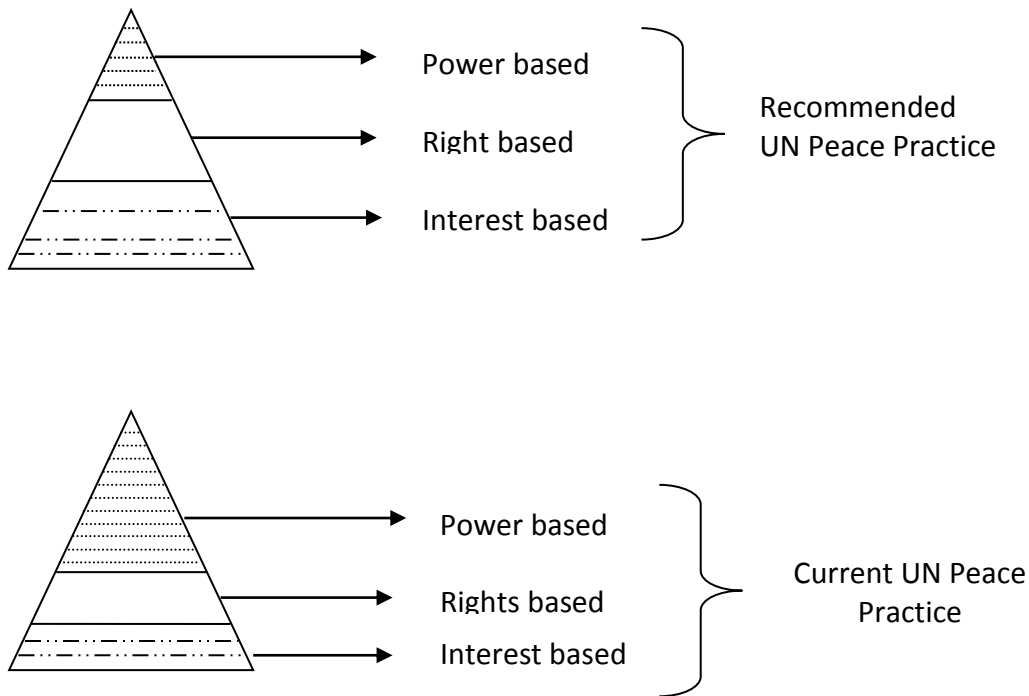 Power based
Right based
Interest based
Recommended
UN Peace Practice
Power based
Rights based
Interest based
Current UN Peace
Practice